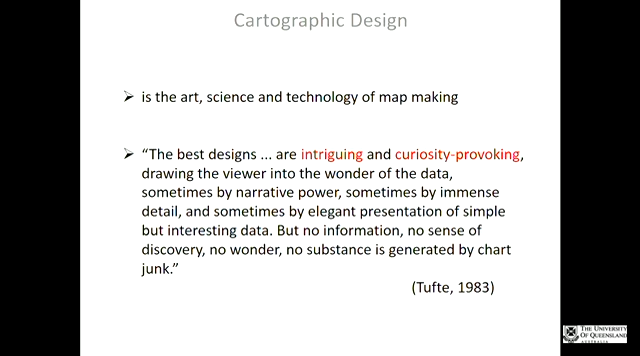 Cartographic Design
➢ is the art, science and technology of map making
➢ “The best designs ... are intriguing and curiosity-provoking,
drawing the viewer into the wonder of the data,
sometimes by narrative power, sometimes by immense
detail, and sometimes by elegant presentation of simple
but interesting data. But no information, no sense of
discovery, no wonder, no substance is generated by chart
junk.”
(Tufte, 1983)
THE UNIVERSITY
OF QUEENSLAND
AUSTRALIA